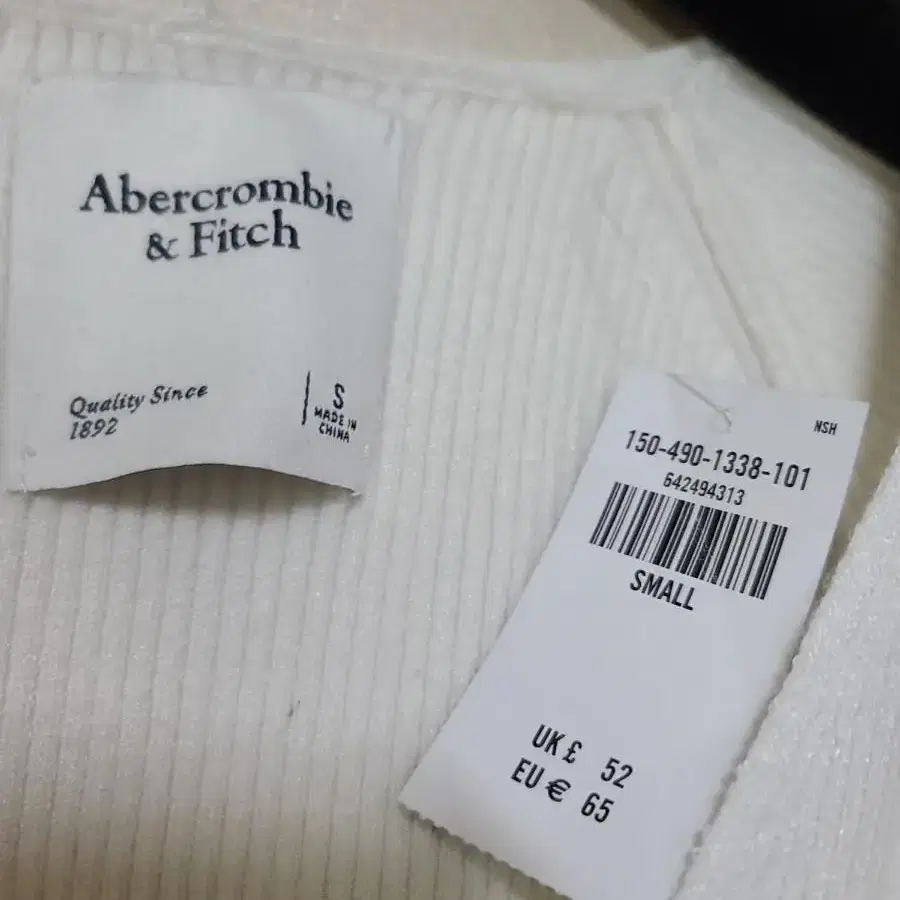 Abercrombie
& Fitch
Quality Since
1892
S
MADE IN
CHINA
NSH
150-490-1338-101
642494313
SMALL
UK £ 52
EU € 65